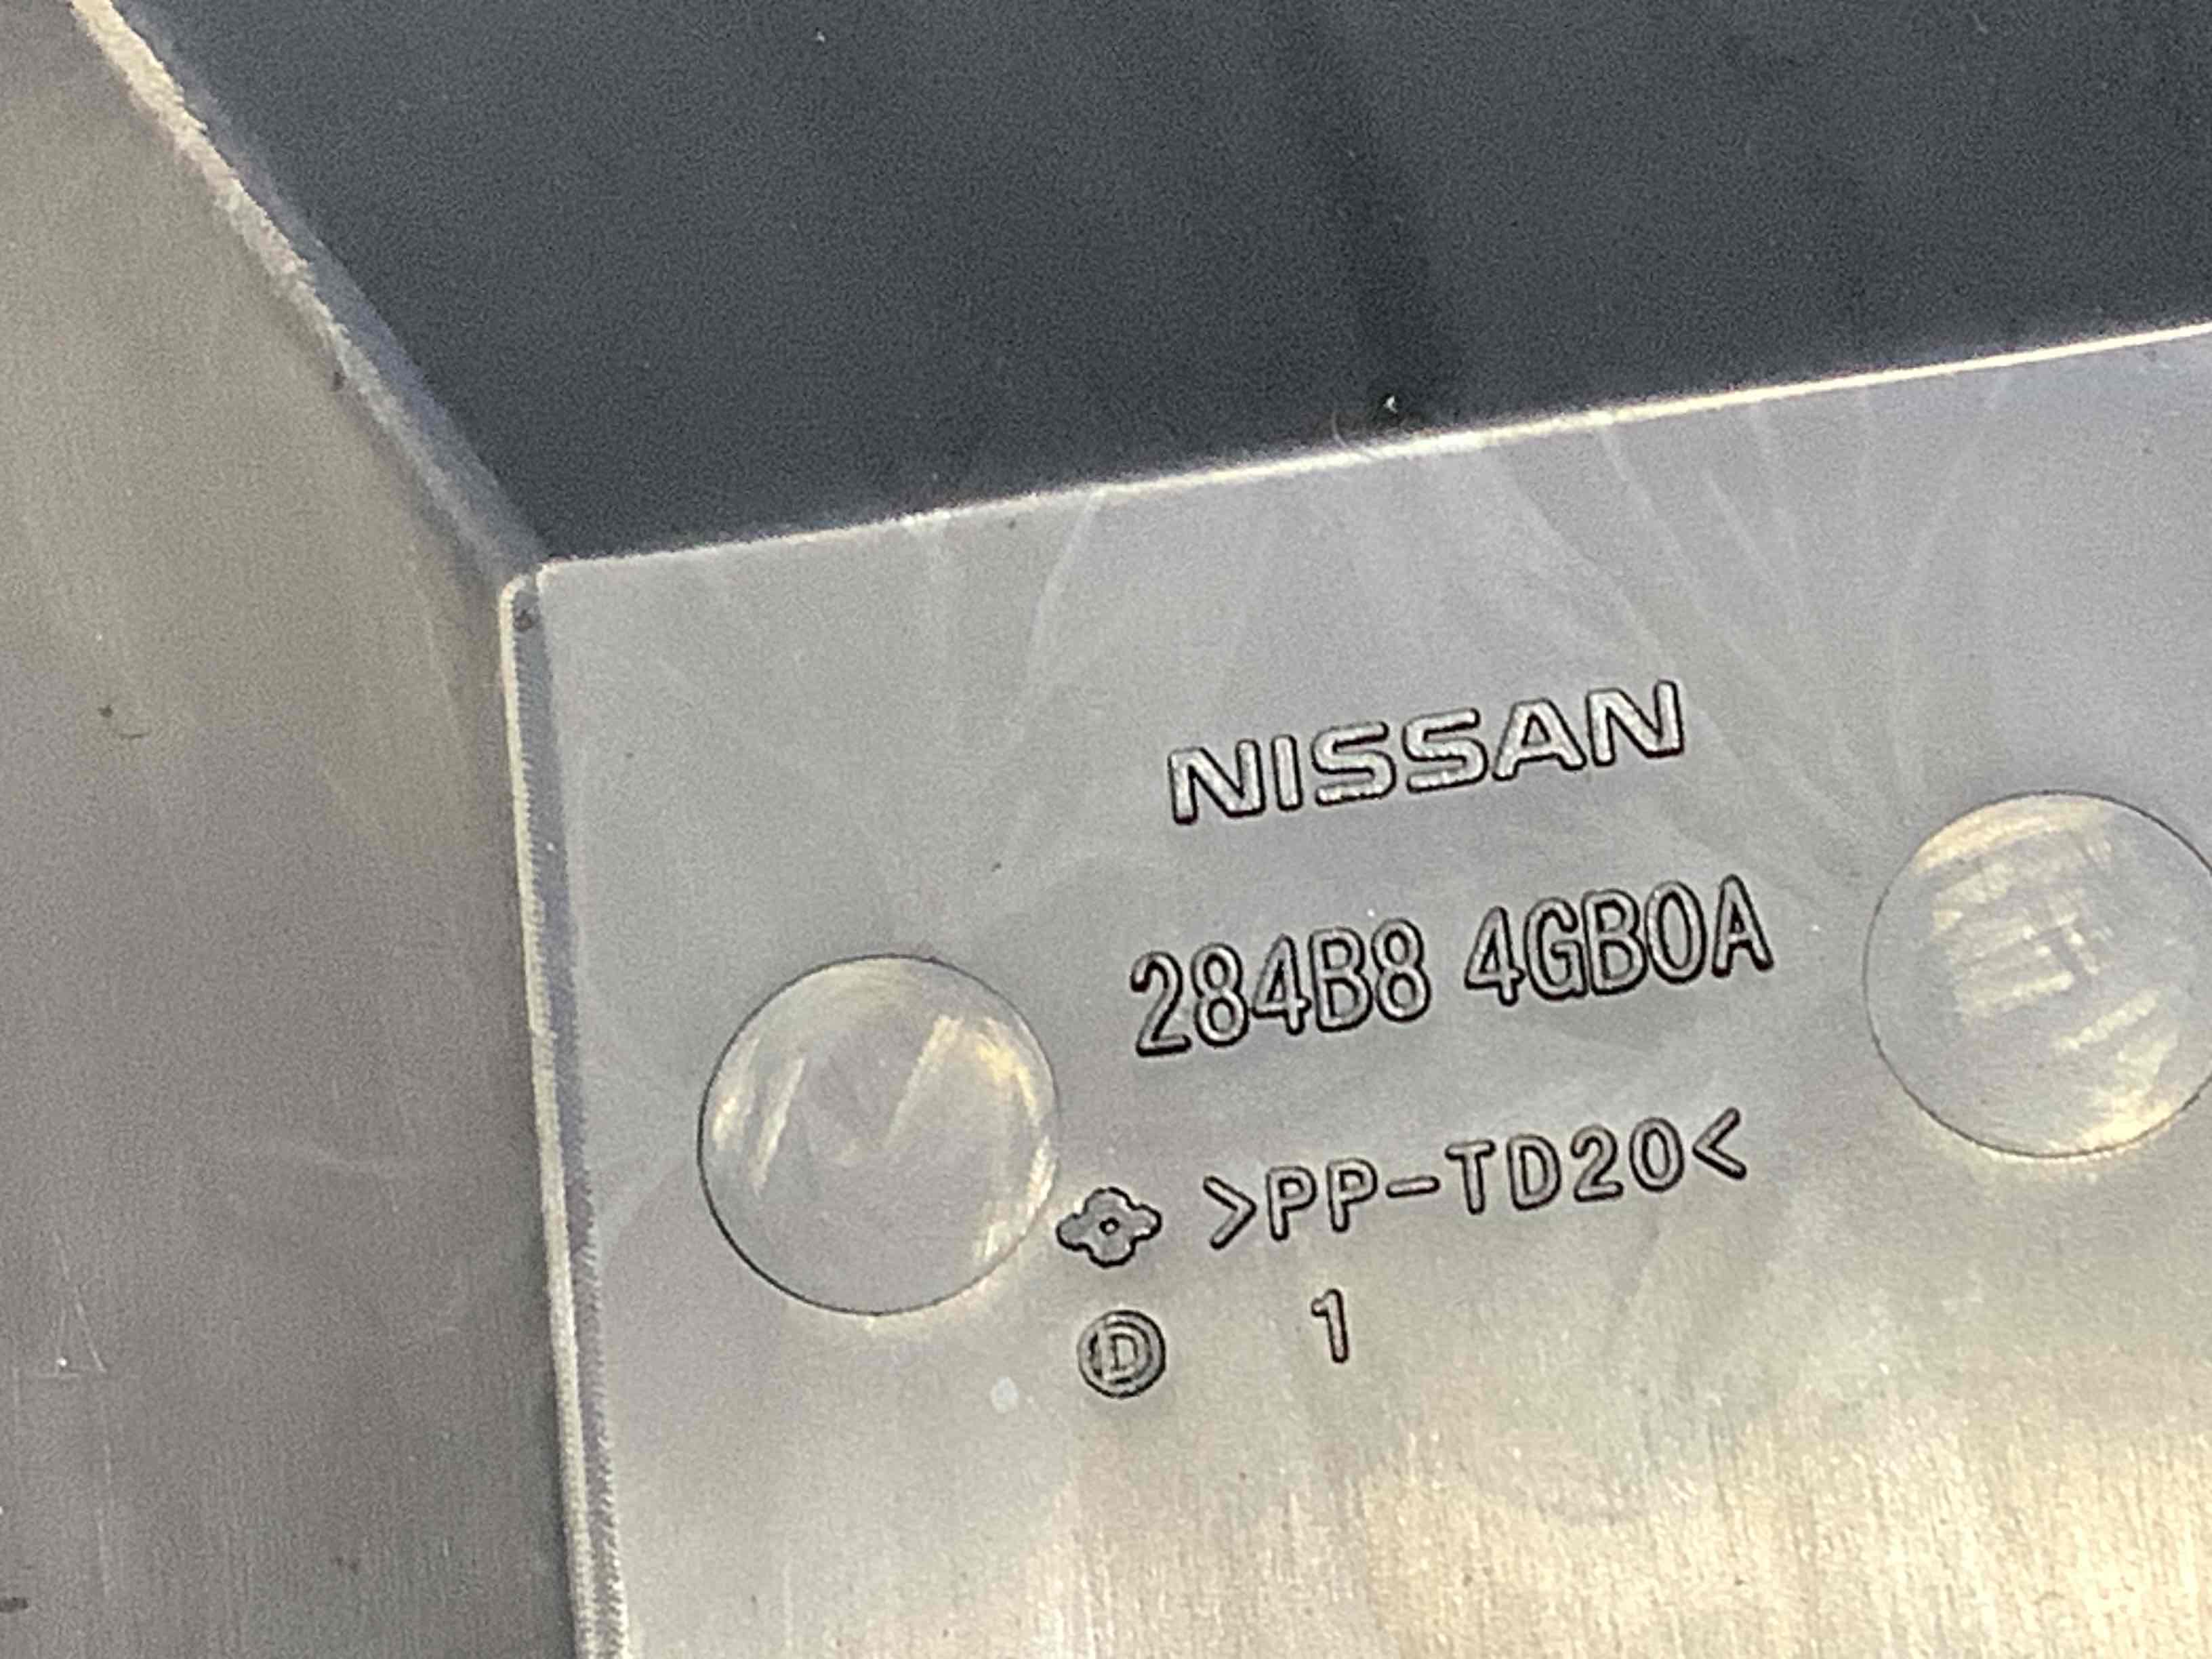 NISSAN
284B8 4GB0A
>PP-TD20<
D 1